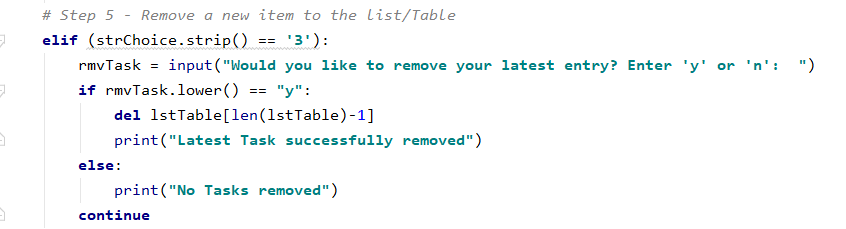 # Step 5 - Remove a new item to the list/Table
elif (strChoice.strip() == '3'):
    rmvTask = input("Would you like to remove your latest entry? Enter 'y' or 'n':  ")
    if rmvTask.lower() == "y":
        del lstTable[len(lstTable)-1]
        print("Latest Task successfully removed")
    else:
        print("No Tasks removed")
    continue